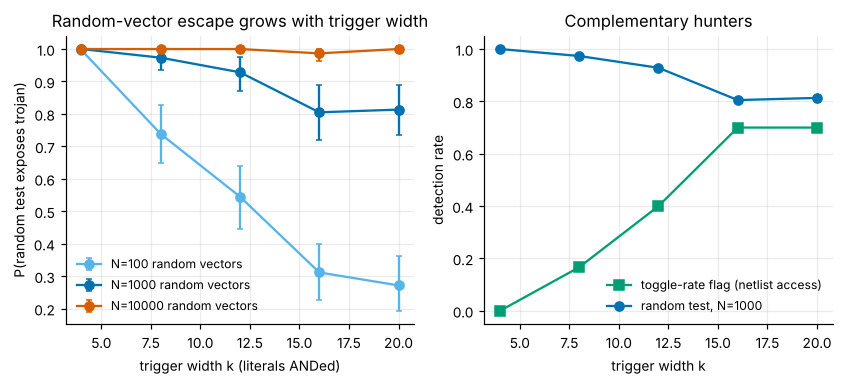 Random-vector escape grows with trigger width
P(random test exposes trojan)
1.0
0.9
0.8
0.7
0.6
0.5
0.4
0.3
0.2
N=100 random vectors
N=1000 random vectors
N=10000 random vectors
5.0 7.5 10.0 12.5 15.0 17.5 20.0
trigger width k (literals ANDed)
Complementary hunters
detection rate
1.0
0.8
0.6
0.4
0.2
0.0
toggle-rate flag (netlist access)
random test, N=1000
5.0 7.5 10.0 12.5 15.0 17.5 20.0
trigger width k